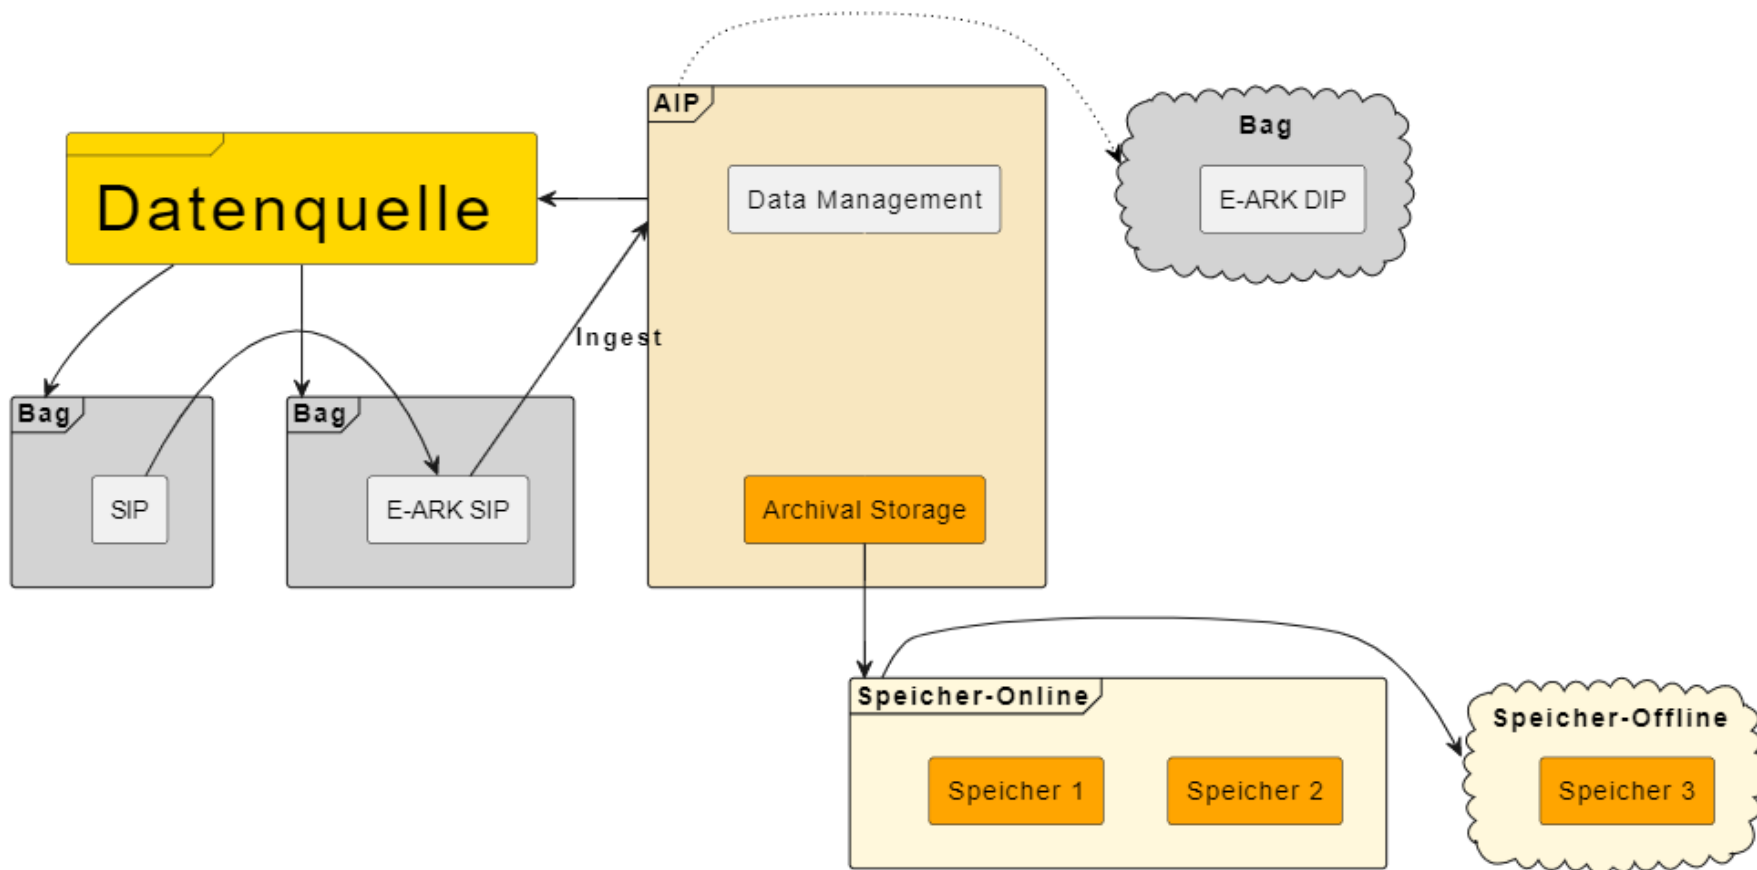 AIP
Bag
Datenquelle
Data Management
E-ARK DIP
Ingest
Bag
Bag
SIP
E-ARK SIP
Archival Storage
Speicher-Online
Speicher-Offline
Speicher 1
Speicher 2
Speicher 3